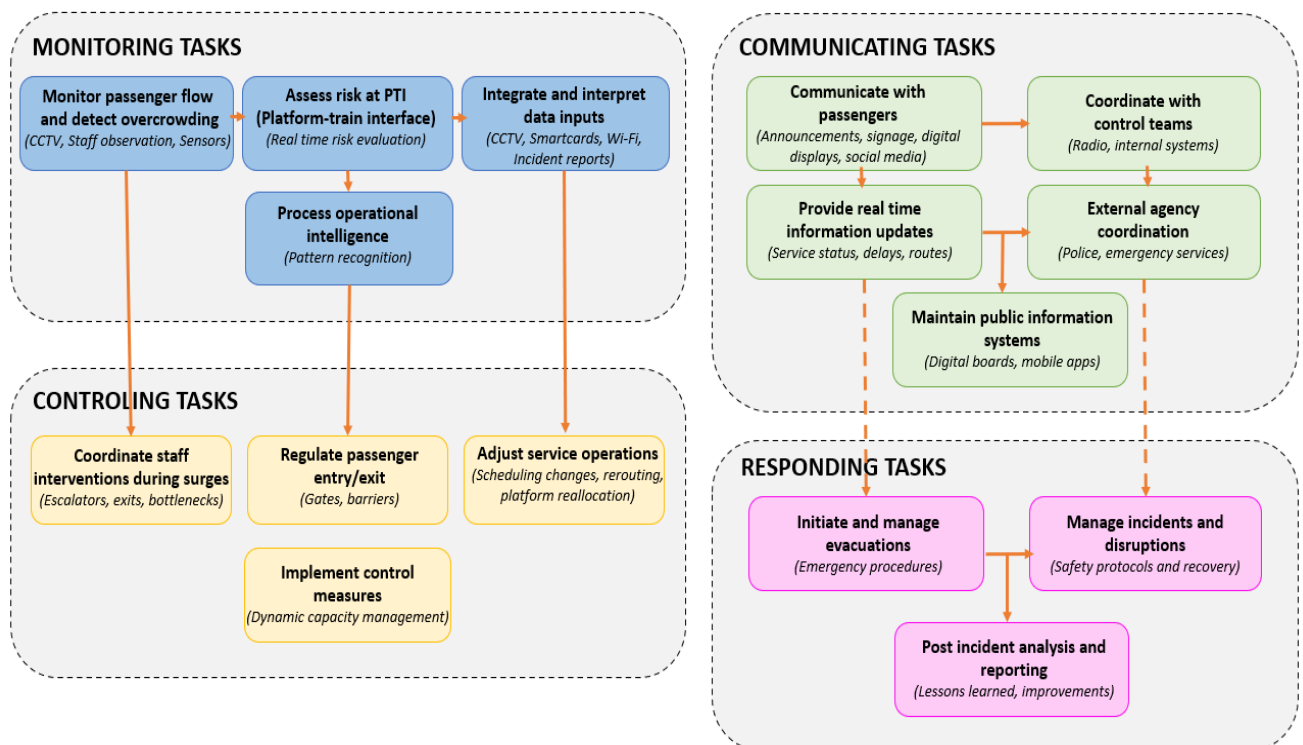 MONITORING TASKS
Monitor passenger flow
and detect overcrowding
(CCTV, Staff observation, Sensors)
Assess risk at PTI
(Platform-train interface)
(Real time risk evaluation)
Integrate and interpret
data inputs
(CCTV, Smartcards, Wi-Fi,
Incident reports)
Process operational
intelligence
(Pattern recognition)
CONTROLING TASKS
Coordinate staff
interventions during surges
(Escalators, exits, bottlenecks)
Regulate passenger
entry/exit
(Gates, barriers)
Adjust service operations
(Scheduling changes, rerouting,
platform reallocation)
Implement control
measures
(Dynamic capacity management)
COMMUNICATING TASKS
Communicate with
passengers
(Announcements, signage, digital
displays, social media)
Coordinate with
control teams
(Radio, internal systems)
Provide real time
information updates
(Service status, delays, routes)
External agency
coordination
(Police, emergency services)
Maintain public information
systems
(Digital boards, mobile apps)
RESPONDING TASKS
Initiate and manage
evacuations
(Emergency procedures)
Manage incidents and
disruptions
(Safety protocols and recovery)
Post incident analysis and
reporting
(Lessons learned, improvements)